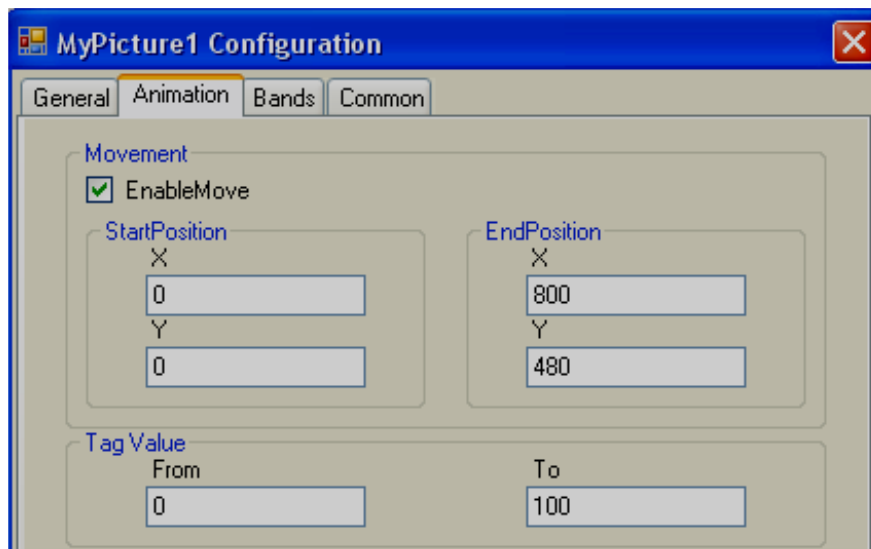 MyPicture1 Configuration
General Animation Bands Common
Movement
EnableMove
StartPosition EndPosition
X X
0 800
Y Y
0 480
Tag Value
From To
0 100